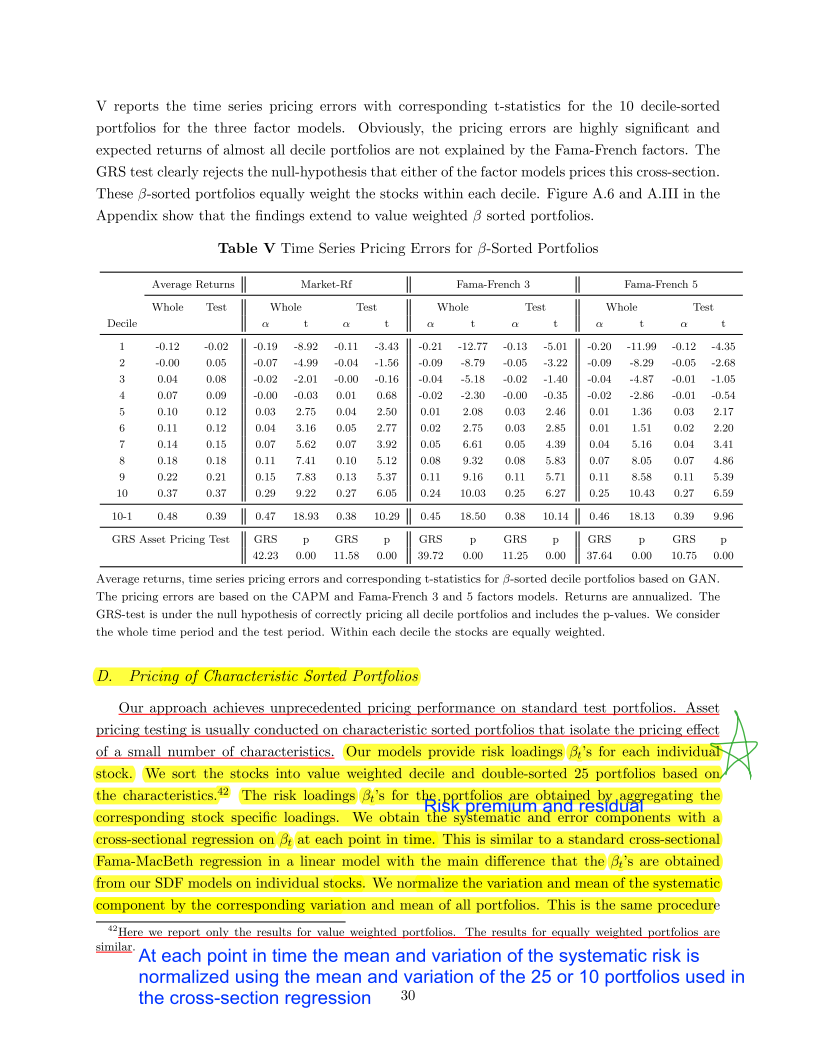 V reports the time series pricing errors with corresponding t-statistics for the 10 decile-sorted
portfolios for the three factor models. Obviously, the pricing errors are highly significant and
expected returns of almost all decile portfolios are not explained by the Fama-French factors. The
GRS test clearly rejects the null-hypothesis that either of the factor models prices this cross-section.
These β-sorted portfolios equally weight the stocks within each decile. Figure A.6 and A.III in the
Appendix show that the findings extend to value weighted β sorted portfolios.
Table V Time Series Pricing Errors for β-Sorted Portfolios
Average Returns Market-Rf Fama-French 3 Fama-French 5
Whole Test Whole Test Whole Test Whole Test
Decile α t α t α t α t α t α t
1 -0.12 -0.02 -0.19 -8.92 -0.11 -3.43 -0.21 -12.77 -0.13 -5.01 -0.20 -11.99 -0.12 -4.35
2 -0.00 0.05 -0.07 -4.99 -0.04 -1.56 -0.09 -8.79 -0.05 -3.22 -0.09 -8.29 -0.05 -2.68
3 0.04 0.08 -0.02 -2.01 -0.00 -0.16 -0.04 -5.18 -0.02 -1.40 -0.04 -4.87 -0.01 -1.05
4 0.07 0.09 -0.00 -0.03 0.01 0.68 -0.02 -2.30 -0.00 -0.35 -0.02 -2.86 -0.01 -0.54
5 0.10 0.12 0.03 2.75 0.04 2.50 0.01 2.08 0.03 2.46 0.01 1.36 0.03 2.17
6 0.11 0.12 0.04 3.16 0.05 2.77 0.02 2.75 0.03 2.85 0.01 1.51 0.02 2.20
7 0.14 0.15 0.07 5.62 0.07 3.92 0.05 6.61 0.05 4.39 0.04 5.16 0.04 3.41
8 0.18 0.18 0.11 7.41 0.10 5.12 0.08 9.32 0.08 5.83 0.07 8.05 0.07 4.86
9 0.22 0.21 0.15 7.83 0.13 5.37 0.11 9.16 0.11 5.71 0.11 8.58 0.11 5.39
10 0.37 0.37 0.29 9.22 0.27 6.05 0.24 10.03 0.25 6.27 0.25 10.43 0.27 6.59
10-1 0.48 0.39 0.47 18.93 0.38 10.29 0.45 18.50 0.38 10.14 0.46 18.13 0.39 9.96
GRS Asset Pricing Test GRS p GRS p GRS p GRS p GRS p GRS p
42.23 0.00 11.58 0.00 39.72 0.00 11.25 0.00 37.64 0.00 10.75 0.00
Average returns, time series pricing errors and corresponding t-statistics for β-sorted decile portfolios based on GAN.
The pricing errors are based on the CAPM and Fama-French 3 and 5 factors models. Returns are annualized. The
GRS-test is under the null hypothesis of correctly pricing all decile portfolios and includes the p-values. We consider
the whole time period and the test period. Within each decile the stocks are equally weighted.
D. Pricing of Characteristic Sorted Portfolios
Our approach achieves unprecedented pricing performance on standard test portfolios. Asset
pricing testing is usually conducted on characteristic sorted portfolios that isolate the pricing effect
of a small number of characteristics. Our models provide risk loadings βt's for each individual
stock. We sort the stocks into value weighted decile and double-sorted 25 portfolios based on
the characteristics.42 The risk loadings βt's for the portfolios are obtained by aggregating the
Risk premium and residual
corresponding stock specific loadings. We obtain the systematic and error components with a
cross-sectional regression on βt at each point in time. This is similar to a standard cross-sectional
Fama-MacBeth regression in a linear model with the main difference that the βt's are obtained
from our SDF models on individual stocks. We normalize the variation and mean of the systematic
component by the corresponding variation and mean of all portfolios. This is the same procedure
42Here we report only the results for value weighted portfolios. The results for equally weighted portfolios are
similar.
At each point in time the mean and variation of the systematic risk is
normalized using the mean and variation of the 25 or 10 portfolios used in
the cross-section regression
30